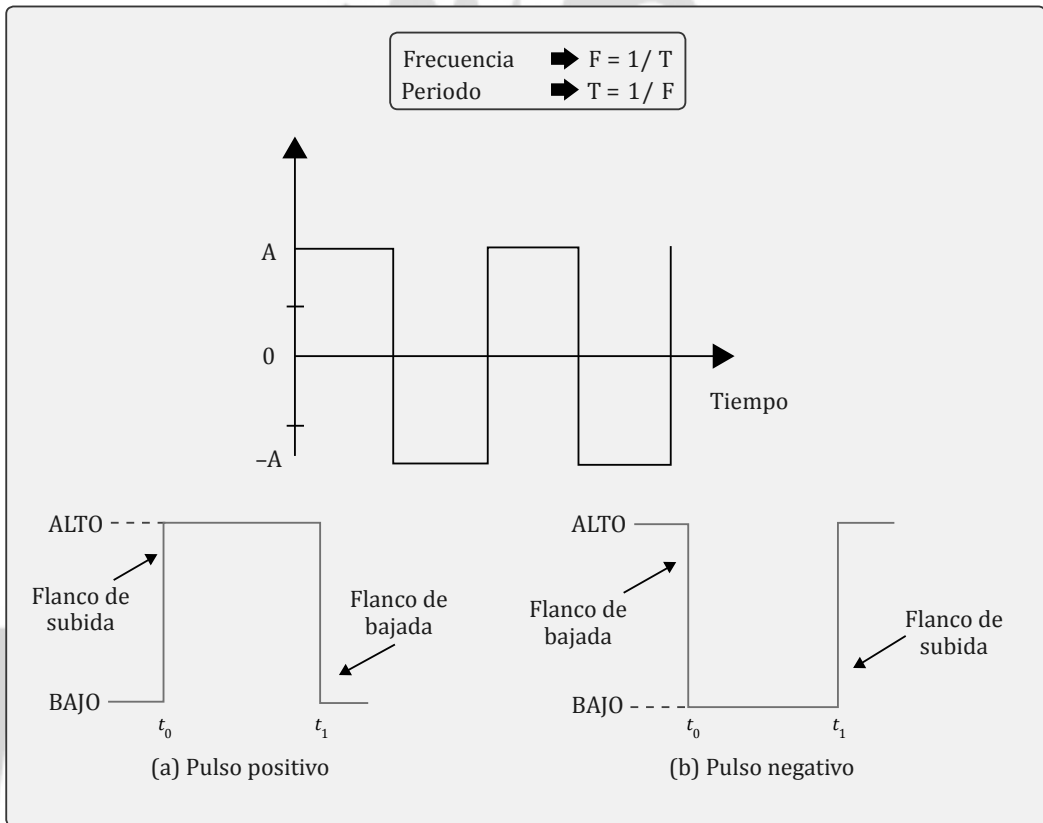 Frecuencia ➡ F = 1/ T
Periodo ➡ T = 1/ F
A
0
–A
Tiempo
ALTO
Flanco de
subida
Flanco de
bajada
BAJO
t₀
t₁
(a) Pulso positivo
ALTO
Flanco de
bajada
Flanco de
subida
BAJO
t₀
t₁
(b) Pulso negativo